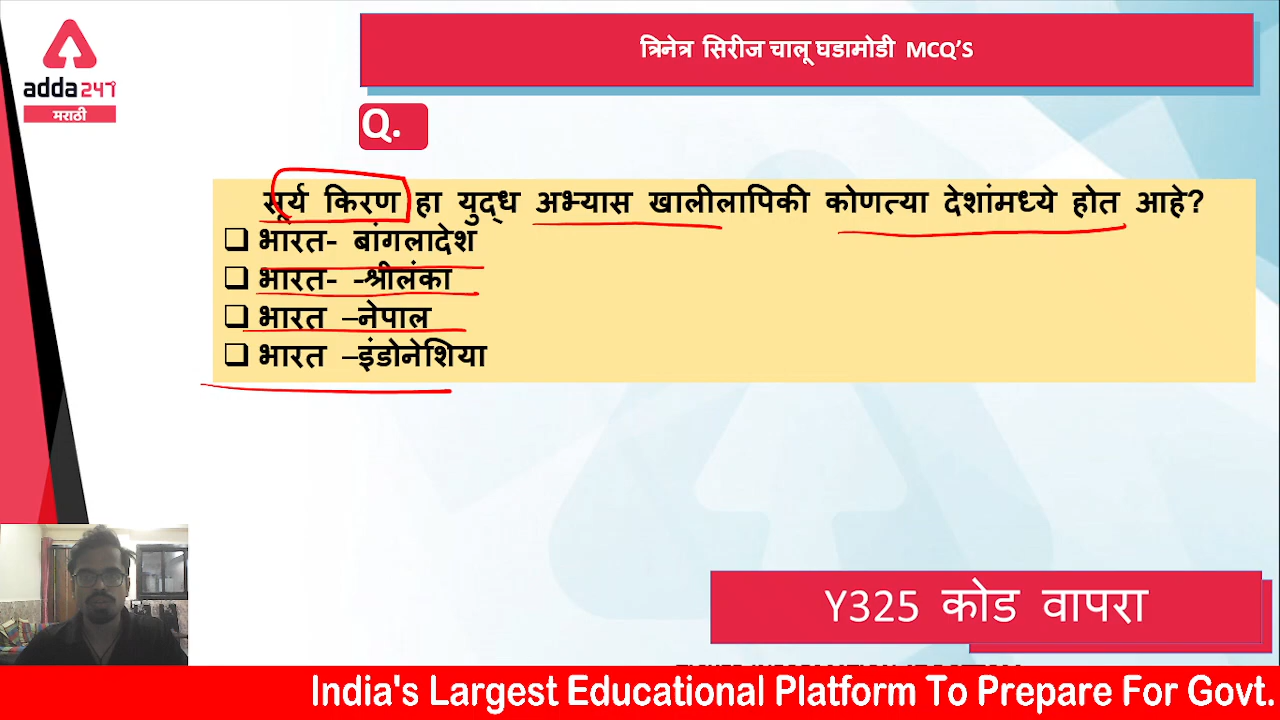 त्रिनेत्र सिरीज चालू घडामोडी MCQ’S
adda247
मराठी
Q.
सूर्य किरण हा युद्ध अभ्यास खालीलापिकी कोणत्या देशांमध्ये होत आहे?
❑ भारत- बांगलादेश
❑ भारत- -श्रीलंका
❑ भारत –नेपाल
❑ भारत –इंडोनेशिया
Y325 कोड वापरा
India's Largest Educational Platform To Prepare For Govt.